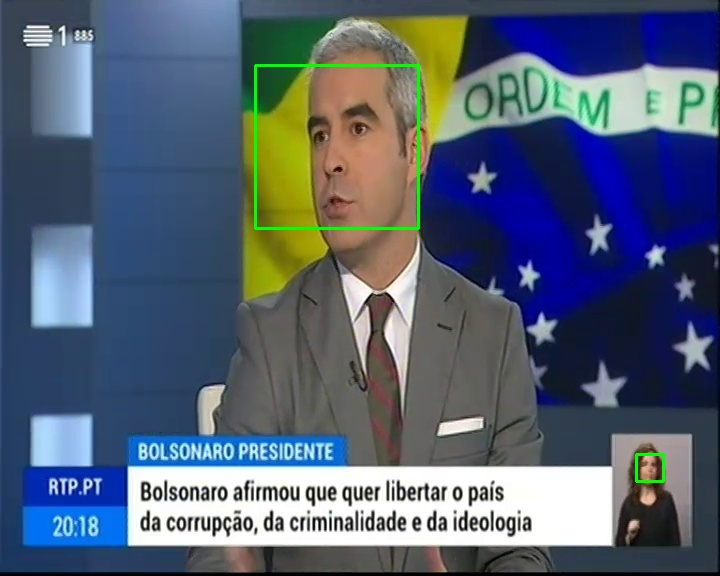 1 885
ORDEM E P
BOLSONARO PRESIDENTE
RTP.PT
Bolsonaro afirmou que quer libertar o país
20:18
da corrupção, da criminalidade e da ideologia